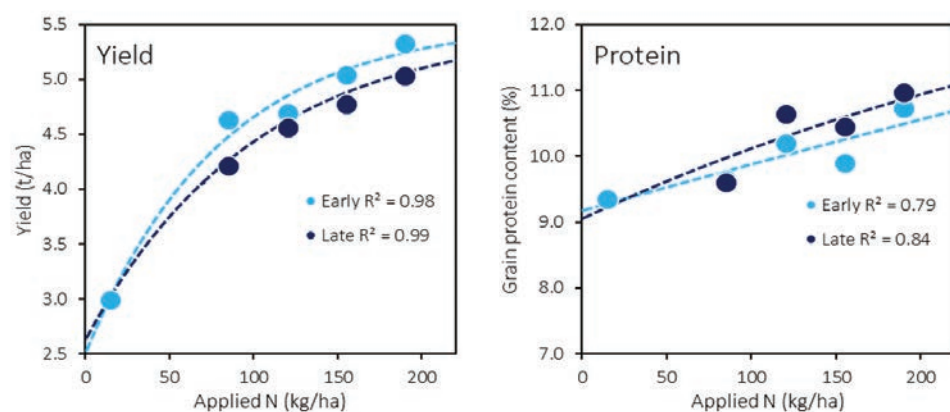 Yield
Yield (t/ha)
5.5
5.0
4.5
4.0
3.5
3.0
2.5
Early R² = 0.98
Late R² = 0.99
0 50 100 150 200
Applied N (kg/ha)
Protein
Grain protein content (%)
12.0
11.0
10.0
9.0
8.0
7.0
Early R² = 0.79
Late R² = 0.84
0 50 100 150 200
Applied N (kg/ha)